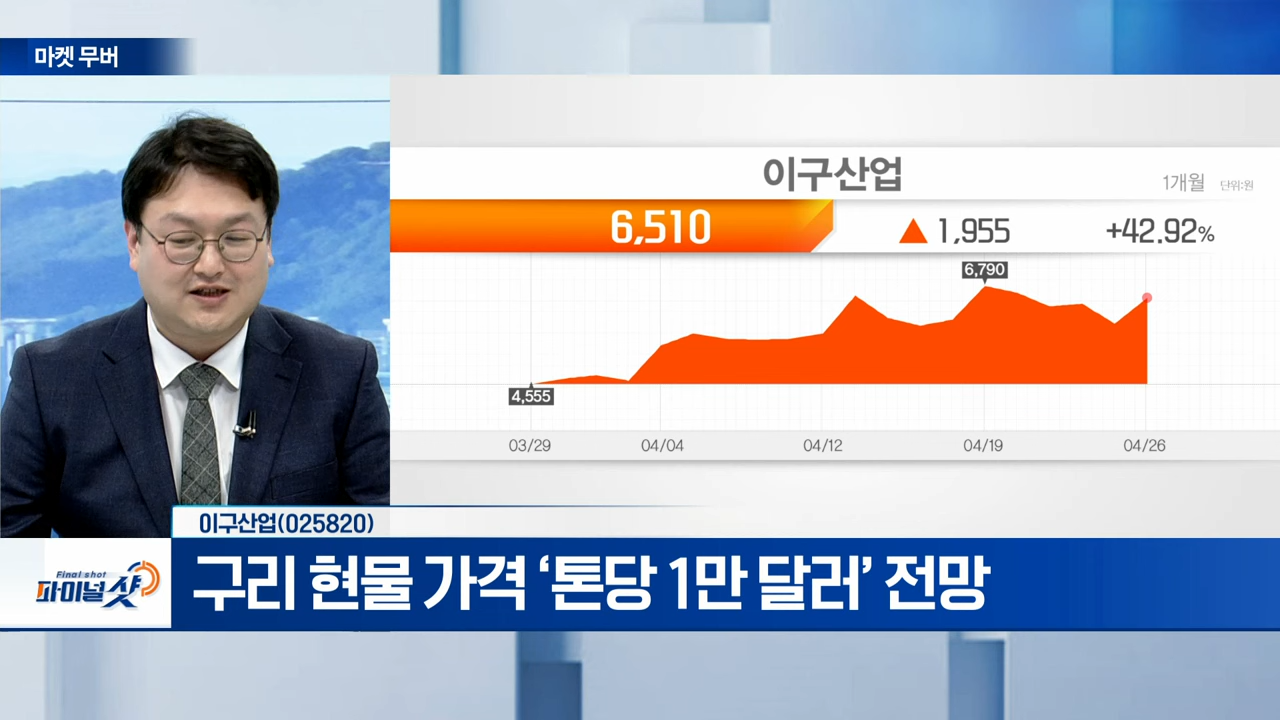 마켓 무버
이구산업
1개월 단위:원
6,510 ▲ 1,955 +42.92%
6,790
4,555
03/29 04/04 04/12 04/19 04/26
이구산업(025820)
Final shot
파이널샷
구리 현물 가격 ‘톤당 1만 달러’ 전망